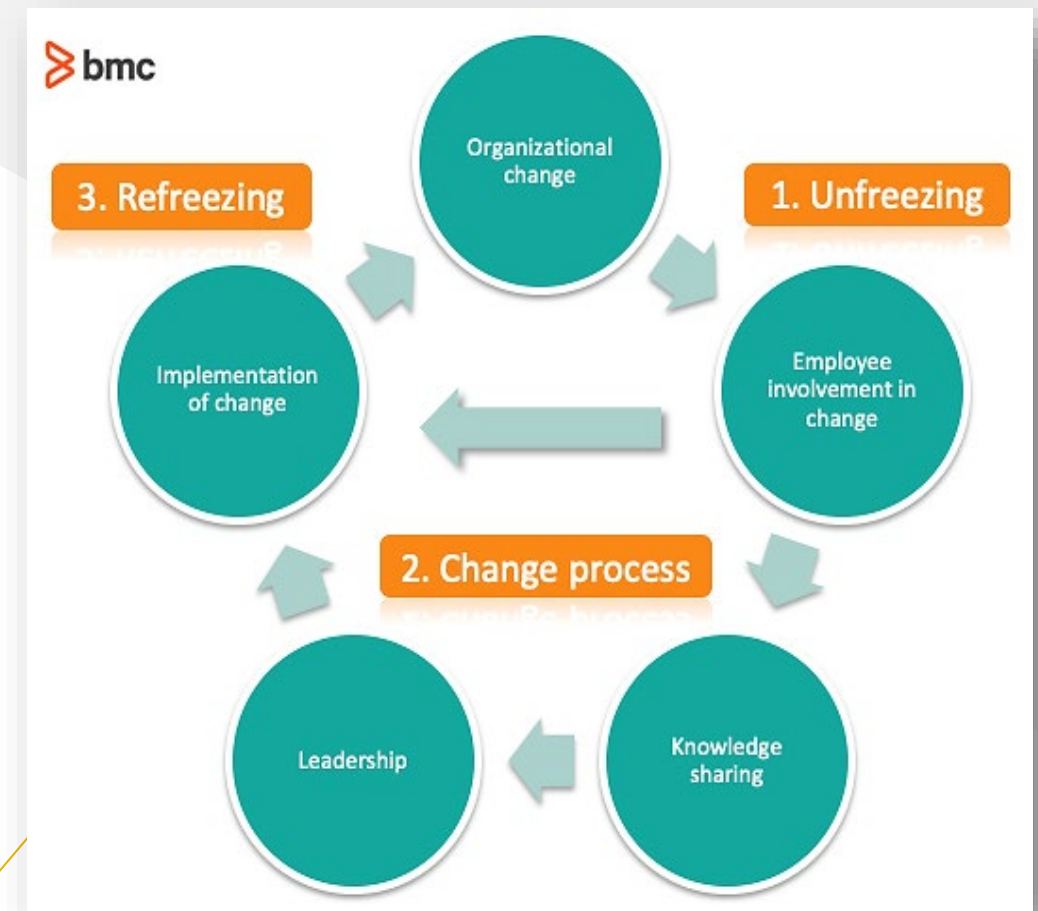 bmc
Organizational
change
3. Refreezing
1. Unfreezing
Implementation
of change
Employee
involvement in
change
2. Change process
Leadership
Knowledge
sharing